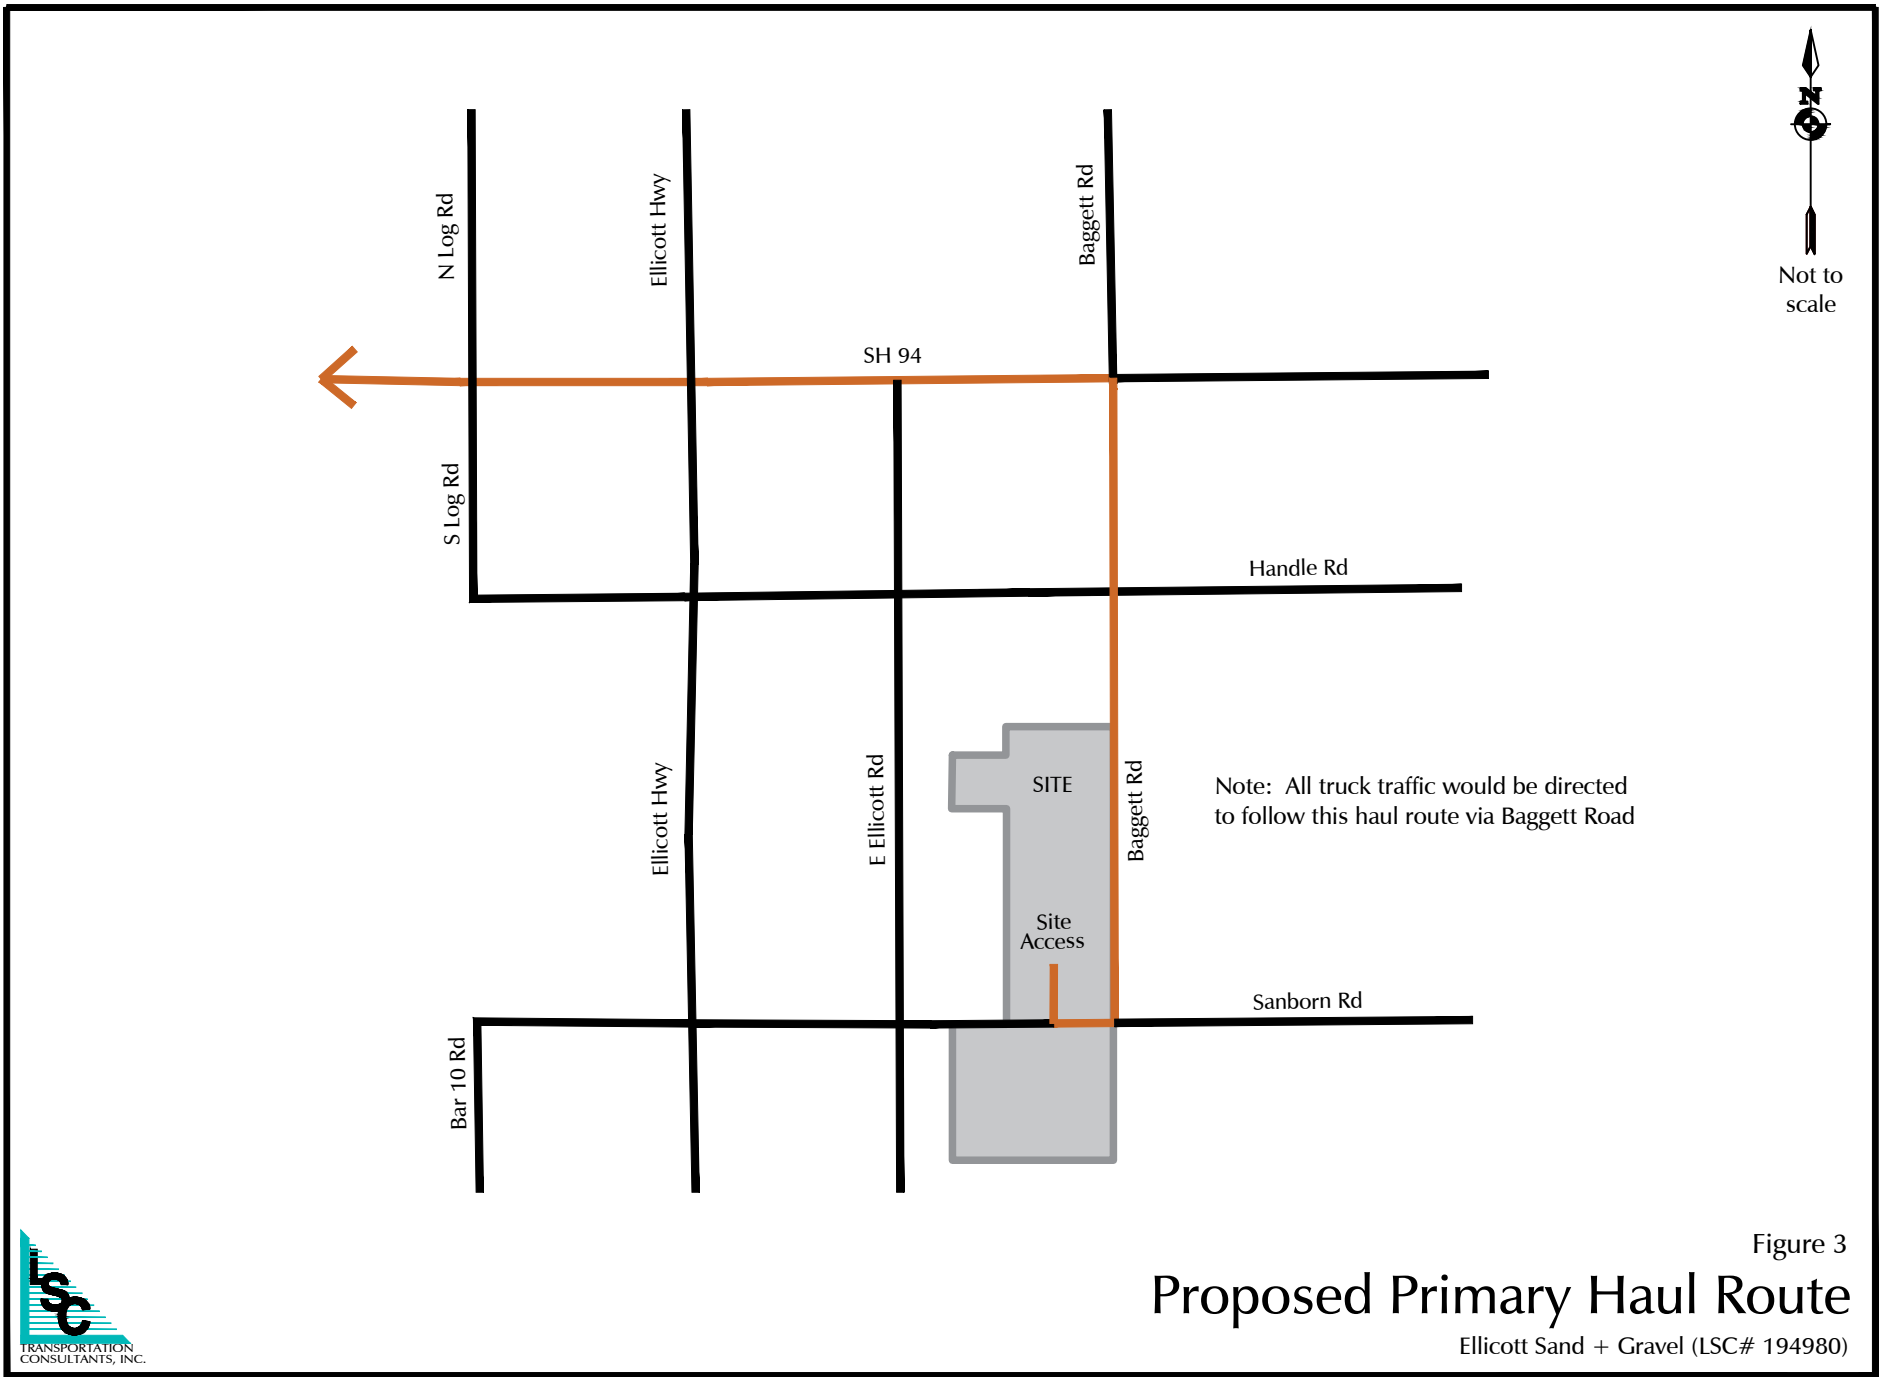 N
Not to
scale
N Log Rd
Ellicott Hwy
Baggett Rd
SH 94
S Log Rd
Handle Rd
Ellicott Hwy
E Ellicott Rd
SITE
Baggett Rd
Note:  All truck traffic would be directed
to follow this haul route via Baggett Road
Site
Access
Sanborn Rd
Bar 10 Rd
Figure 3
Proposed Primary Haul Route
Ellicott Sand + Gravel (LSC# 194980)
LSC
TRANSPORTATION
CONSULTANTS, INC.